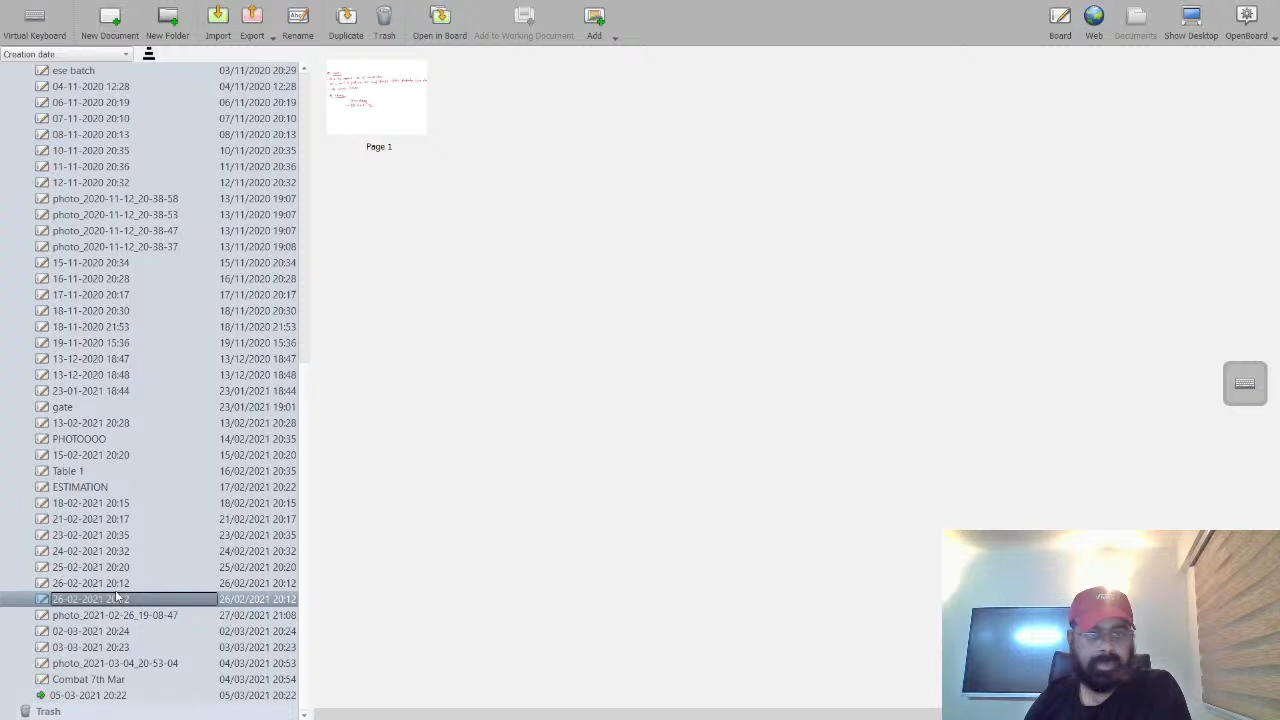 Virtual Keyboard New Document New Folder Import Export Rename Duplicate Trash Open in Board Add to Working Document Add Board Web Documents Show Desktop OpenBoard
Creation date
ese batch 03/11/2020 20:29
04-11-2020 12:28 04/11/2020 12:28
06-11-2020 20:19 06/11/2020 20:19
07-11-2020 20:10 07/11/2020 20:10
08-11-2020 20:13 08/11/2020 20:13
10-11-2020 20:35 10/11/2020 20:35
11-11-2020 20:36 11/11/2020 20:36
12-11-2020 20:32 12/11/2020 20:32
photo_2020-11-12_20-38-58 13/11/2020 19:07
photo_2020-11-12_20-38-53 13/11/2020 19:07
photo_2020-11-12_20-38-47 13/11/2020 19:07
photo_2020-11-12_20-38-37 13/11/2020 19:08
15-11-2020 20:34 15/11/2020 20:34
16-11-2020 20:28 16/11/2020 20:28
17-11-2020 20:17 17/11/2020 20:17
18-11-2020 20:30 18/11/2020 20:30
18-11-2020 21:53 18/11/2020 21:53
19-11-2020 15:36 19/11/2020 15:36
13-12-2020 18:47 13/12/2020 18:47
13-12-2020 18:48 13/12/2020 18:48
23-01-2021 18:44 23/01/2021 18:44
gate 23/01/2021 19:01
13-02-2021 20:28 13/02/2021 20:28
PHOTOOOO 14/02/2021 20:35
15-02-2021 20:20 15/02/2021 20:20
Table 1 16/02/2021 20:35
ESTIMATION 17/02/2021 20:22
18-02-2021 20:15 18/02/2021 20:15
21-02-2021 20:17 21/02/2021 20:17
23-02-2021 20:35 23/02/2021 20:35
24-02-2021 20:32 24/02/2021 20:32
25-02-2021 20:20 25/02/2021 20:20
26-02-2021 20:12 26/02/2021 20:12
26-02-2021 26/02/2021 20:12
photo_2021-02-26_19-08-47 27/02/2021 21:08
02-03-2021 20:24 02/03/2021 20:24
03-03-2021 20:23 03/03/2021 20:23
photo_2021-03-04_20-53-04 04/03/2021 20:53
Combat 7th Mar 04/03/2021 20:54
05-03-2021 20:22 05/03/2021 20:22
Trash
Page 1